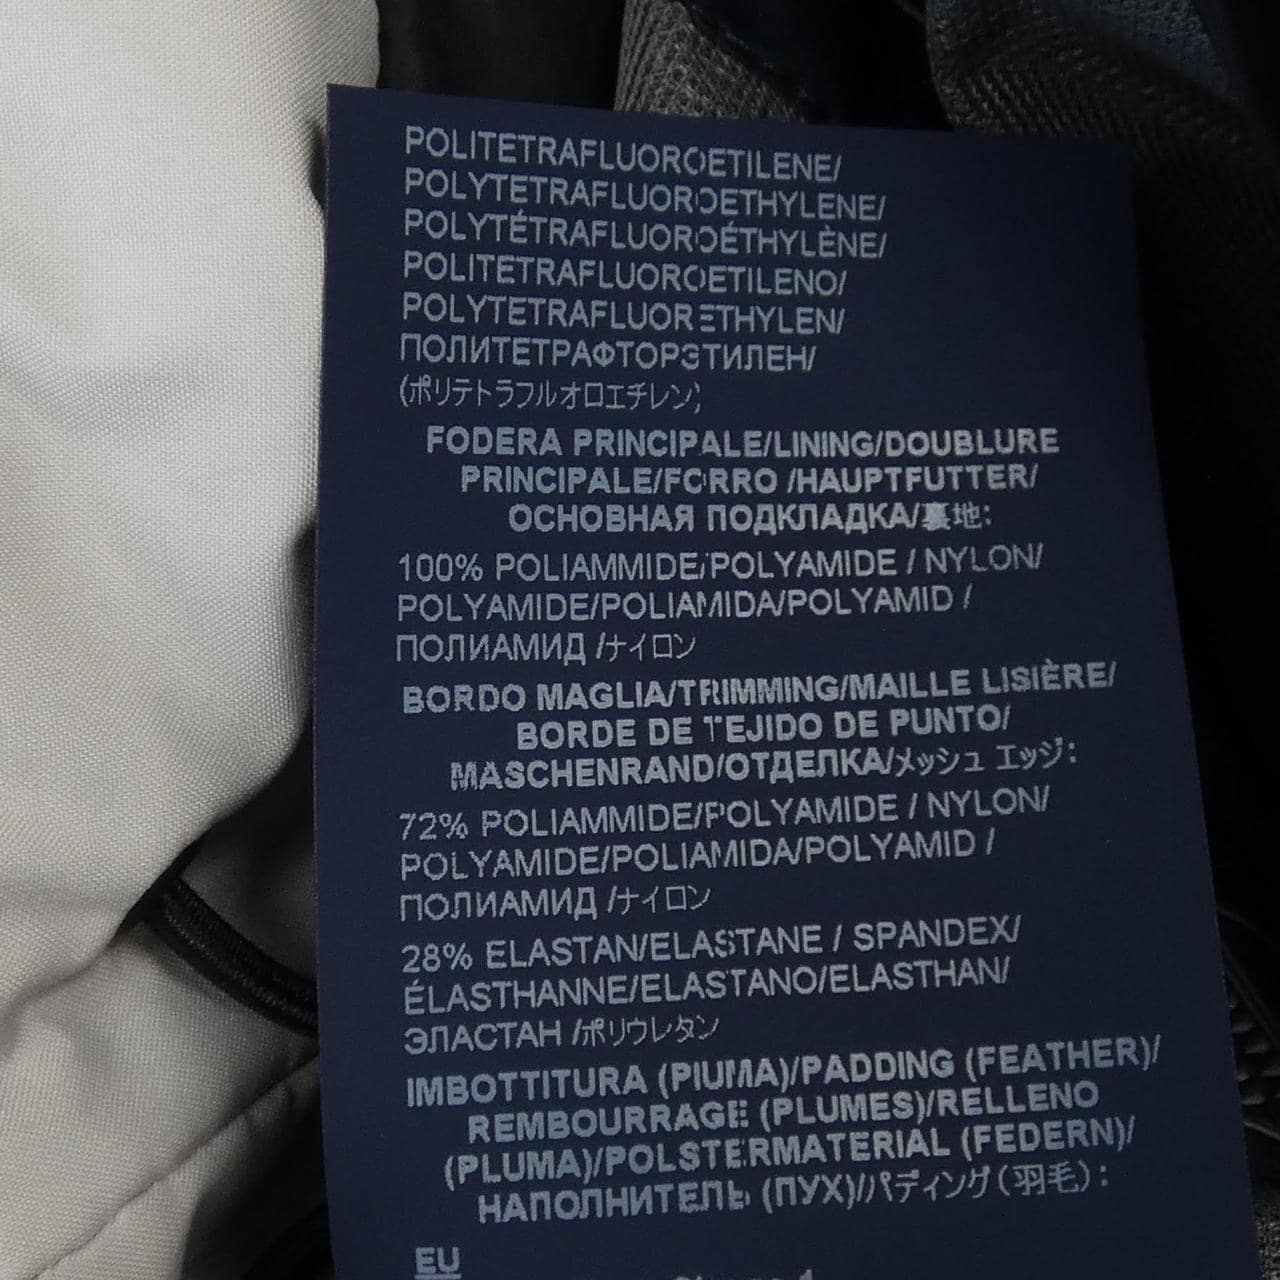 POLITETRAFLUOROETILENE/
POLYTETRAFLUOROETHYLENE/
POLYTÉTRAFLUOROÉTHYLÈNE/
POLITETRAFLUOROETILENO/
POLYTETRAFLUORETHYLEN/
ПОЛИТЕТРАФТОРЭТИЛЕН/
(ポリテトラフルオロエチレン)
FODERA PRINCIPALE/LINING/DOUBLURE
PRINCIPALE/FORRO /HAUPTFUTTER/
ОСНОВНАЯ ПОДКЛАДКА/裏地:
100% POLIAMMIDE/POLYAMIDE / NYLON/
POLYAMIDE/POLIAMIDA/POLYAMID /
ПОЛИАМИД /ナイロン
BORDO MAGLIA/TRIMMING/MAILLE LISIÈRE/
BORDE DE TEJIDO DE PUNTO/
MASCHENRAND/ОТДЕЛКА/メッシュ エッジ:
72% POLIAMMIDE/POLYAMIDE / NYLON/
POLYAMIDE/POLIAMIDA/POLYAMID /
ПОЛИАМИД /ナイロン
28% ELASTAN/ELASTANE / SPANDEX/
ÉLASTHANNE/ELASTANO/ELASTHAN/
ЭЛАСТАН /ポリウレタン
IMBOTTITURA (PIUMA)/PADDING (FEATHER)/
REMBOURRAGE (PLUMES)/RELLENO
(PLUMA)/POLSTERMATERIAL (FEDERN)/
НАПОЛНИТЕЛЬ (ПУХ)/パディング(羽毛):
EU